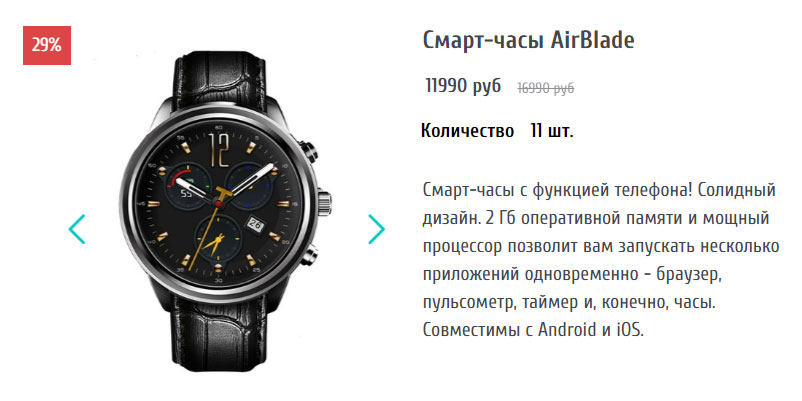 29%
Смарт-часы AirBlade
11990 руб 16990 руб
Количество 11 шт.
Смарт-часы с функцией телефона! Солидный
дизайн. 2 Гб оперативной памяти и мощный
процессор позволит вам запускать несколько
приложений одновременно - браузер,
пульсометр, таймер и, конечно, часы.
Совместимы с Android и iOS.
60
12
55
26